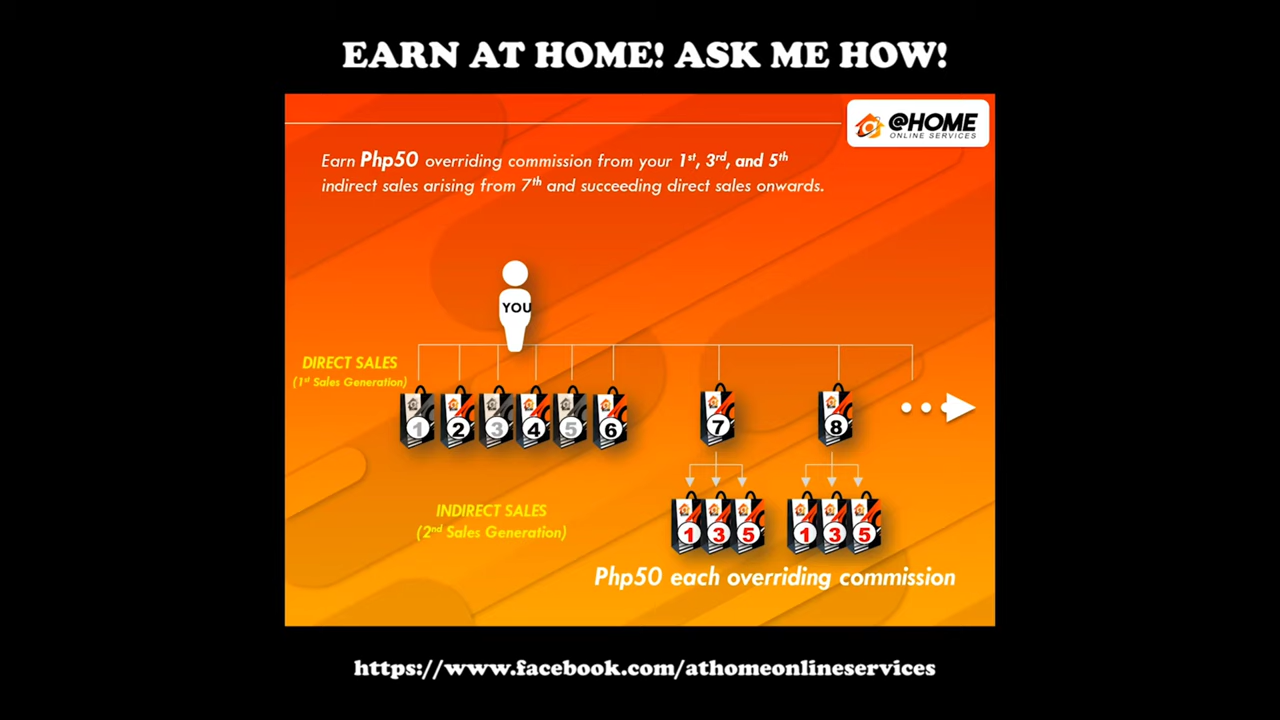 EARN AT HOME! ASK ME HOW!
@HOME
ONLINE SERVICES
Earn Php50 overriding commission from your 1st, 3rd, and 5th
indirect sales arising from 7th and succeeding direct sales onwards.
YOU
DIRECT SALES
(1st Sales Generation)
1 2 3 4 5 6 7 8
INDIRECT SALES
(2nd Sales Generation)
1 3 5 1 3 5
Php50 each overriding commission
https://www.facebook.com/athomeonlineservices